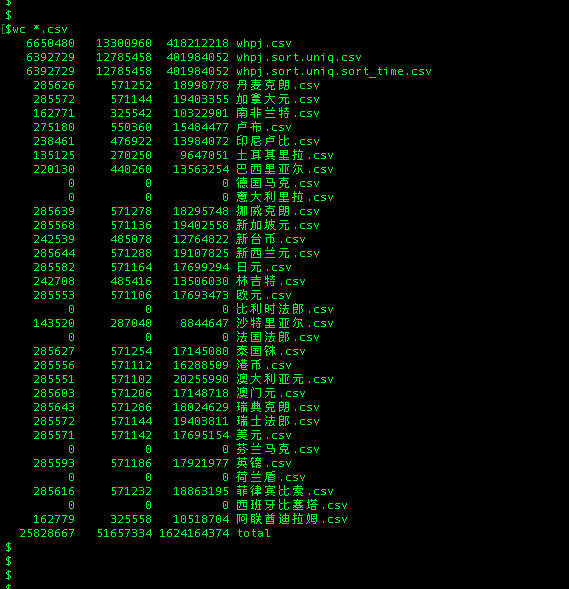 $
$
[$wc *.csv
6650480 13300960 418212218 whpj.csv
6392729 12785458 401984052 whpj.sort.uniq.csv
6392729 12785458 401984052 whpj.sort.uniq.sort_time.csv
285626 571252 18998778 丹麦克朗.csv
285572 571144 19403355 加拿大元.csv
162771 325542 10322901 南非兰特.csv
275180 550360 15484477 卢布.csv
238461 476922 13984072 印尼卢比.csv
135125 270250 9647051 土耳其里拉.csv
220130 440260 13563254 巴西里亚尔.csv
0 0 0 德国马克.csv
0 0 0 意大利里拉.csv
285639 571278 18295748 挪威克朗.csv
285568 571136 19402558 新加坡元.csv
242539 485078 12764822 新台币.csv
285644 571288 19107825 新西兰元.csv
285582 571164 17699294 日元.csv
242708 485416 13506030 林吉特.csv
285553 571106 17693473 欧元.csv
0 0 0 比利时法郎.csv
143520 287040 8844647 沙特里亚尔.csv
0 0 0 法国法郎.csv
285627 571254 17145080 泰国铢.csv
285556 571112 16288509 港币.csv
285551 571102 20255990 澳大利亚元.csv
285603 571206 17148718 澳门元.csv
285643 571286 18024629 瑞典克朗.csv
285572 571144 19403811 瑞士法郎.csv
285571 571142 17695154 美元.csv
0 0 0 芬兰马克.csv
285593 571186 17921977 英镑.csv
0 0 0 荷兰盾.csv
285616 571232 18863195 菲律宾比索.csv
0 0 0 西班牙比塞塔.csv
162779 325558 10518704 阿联酋迪拉姆.csv
25828667 51657334 1624164374 total
$
$
$
$